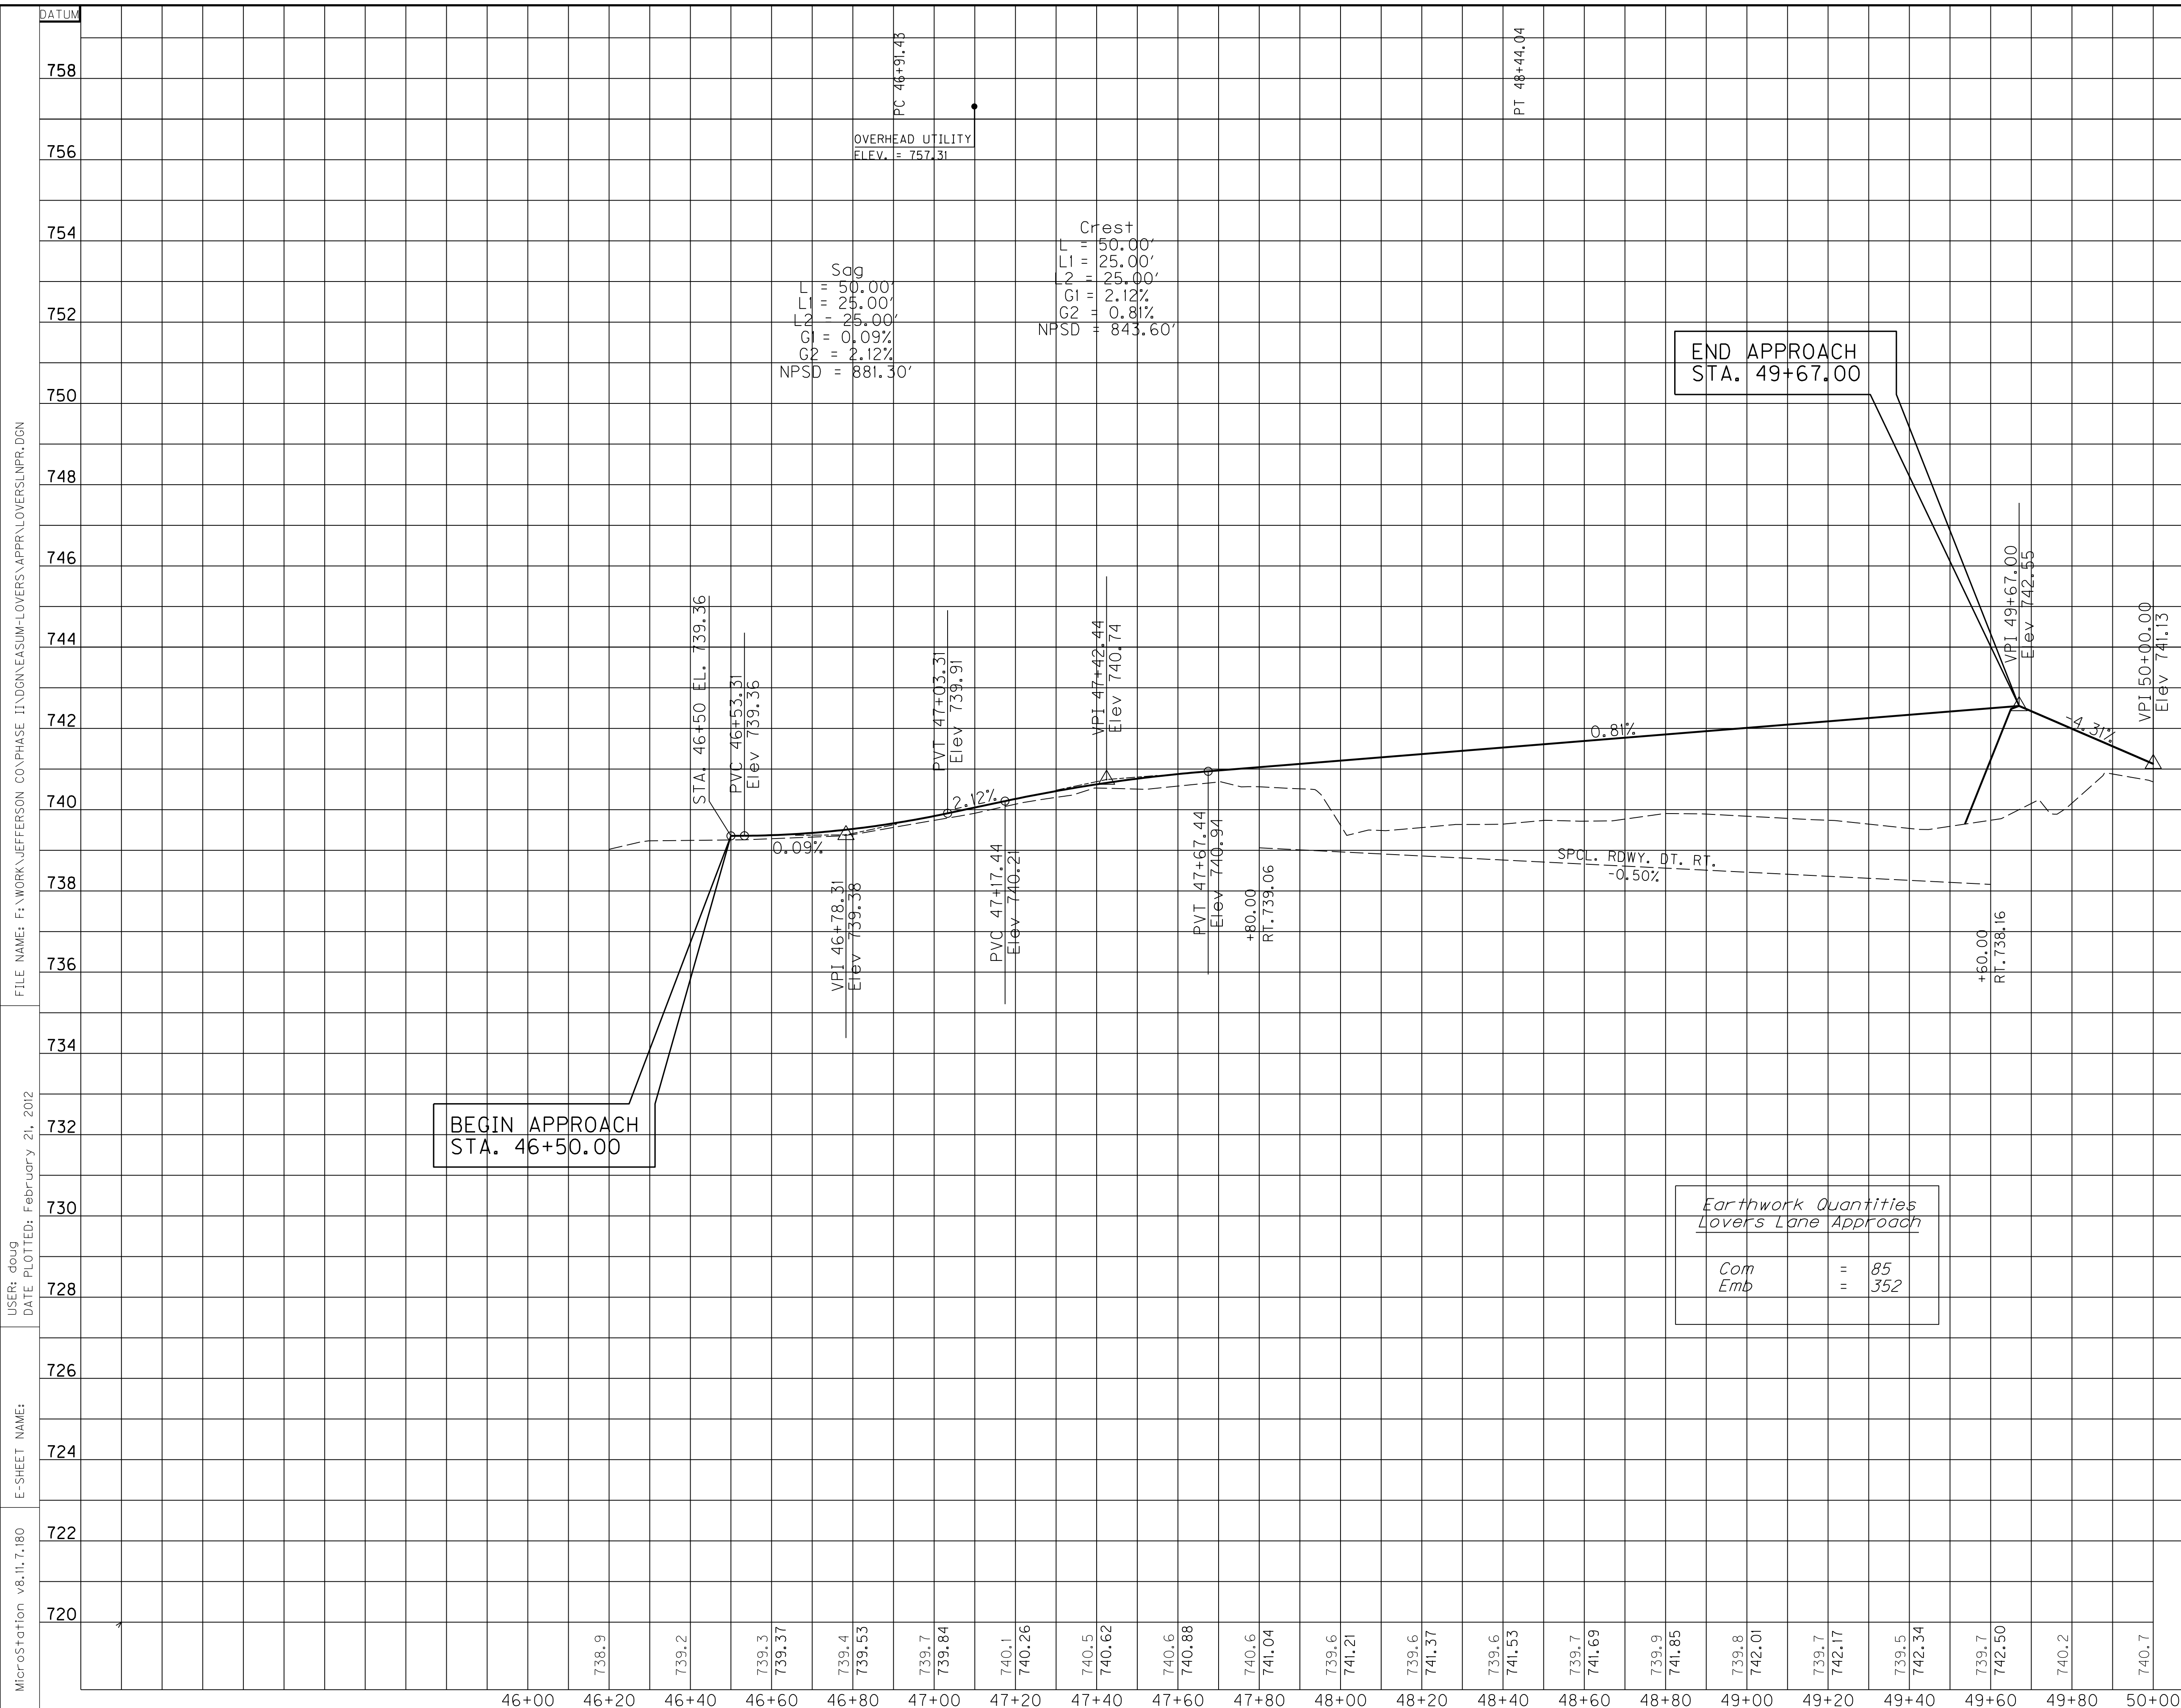 DATUM
758
756
754
752
750
748
746
744
742
740
738
736
734
732
730
728
726
724
722
720
PC 46+91.43
PT 48+44.04
OVERHEAD UTILITY
ELEV. = 757.31
Sag
L = 50.00'
L1 = 25.00'
L2 = 25.00'
G1 = 0.09%
G2 = 2.12%
NPSD = 881.30'
Crest
L = 50.00'
L1 = 25.00'
L2 = 25.00'
G1 = 2.12%
G2 = 0.81%
NPSD = 843.60'
END APPROACH
STA. 49+67.00
STA. 46+50 EL. 739.36
PVC 46+53.31
Elev 739.36
0.09%
VPI 46+78.31
Elev 739.38
PVT 47+03.31
Elev 739.91
2.12%
PVC 47+17.44
Elev 740.21
VPI 47+42.44
Elev 740.74
PVT 47+67.44
Elev 740.94
+80.00
RT.739.06
0.81%
SPCL. RDWY. DT. RT.
-0.50%
+60.00
RT.738.16
VPI 49+67.00
Elev 742.55
-4.31%
VPI 50+00.00
Elev 741.13
BEGIN APPROACH
STA. 46+50.00
Earthwork Quantities
Lovers Lane Approach
Com = 85
Emb = 352
738.9
739.2
739.3
739.37
739.4
739.53
739.7
739.84
740.1
740.26
740.5
740.62
740.6
740.88
740.6
741.04
739.6
741.21
739.6
741.37
739.6
741.53
739.7
741.69
739.9
741.85
739.8
742.01
739.7
742.17
739.5
742.34
739.7
742.50
740.2
740.7
46+00 46+20 46+40 46+60 46+80 47+00 47+20 47+40 47+60 47+80 48+00 48+20 48+40 48+60 48+80 49+00 49+20 49+40 49+60 49+80 50+00
FILE NAME: F:\WORK\JEFFERSON CO\PHASE II\DGN\EASUM-LOVERS\APPR\LOVERSLNPR.DGN
USER: doug
DATE PLOTTED: February 21, 2012
E-SHEET NAME:
MicroStation v8.11.7.180